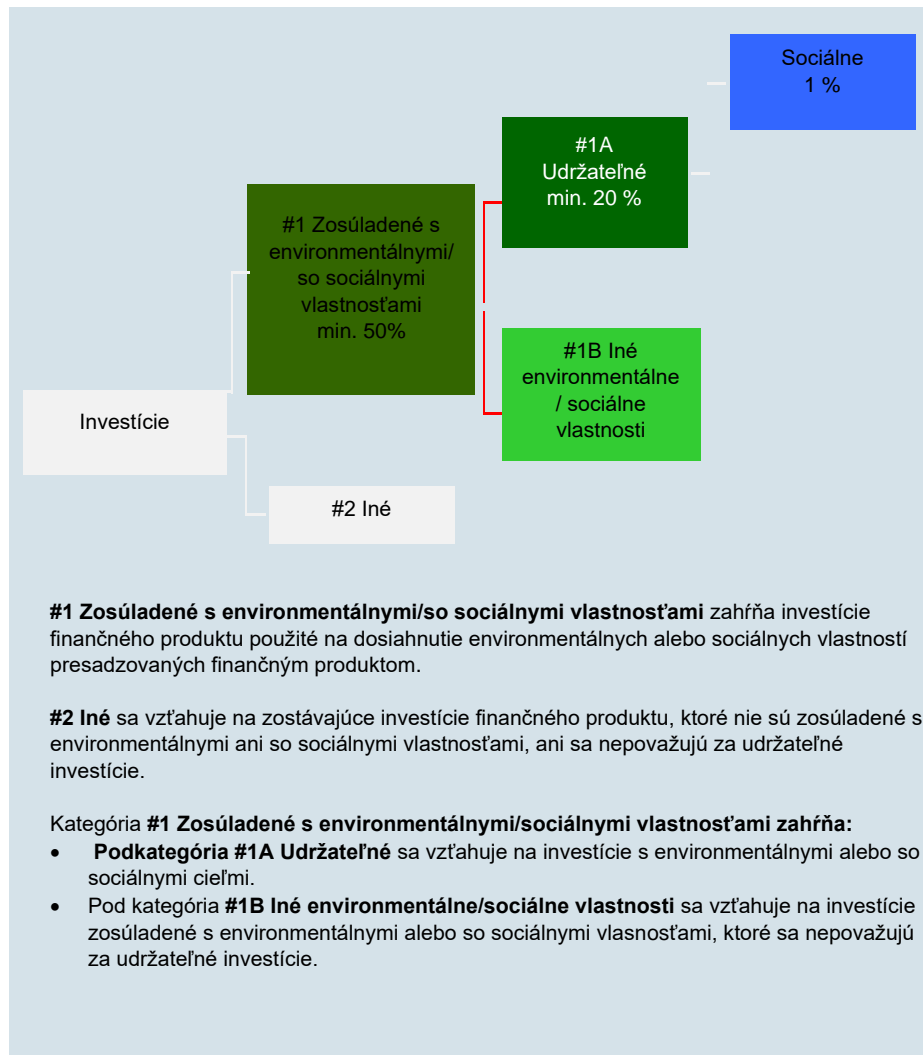 Sociálne
1 %
#1A
Udržateľné
min. 20 %
#1 Zosúladené s
environmentálnymi/
so sociálnymi
vlastnosťami
min. 50%
#1B Iné
environmentálne
/ sociálne
vlastnosti
Investície
#2 Iné
#1 Zosúladené s environmentálnymi/so sociálnymi vlastnosťami zahŕňa investície
finančného produktu použité na dosiahnutie environmentálnych alebo sociálnych vlastností
presadzovaných finančným produktom.
#2 Iné sa vzťahuje na zostávajúce investície finančného produktu, ktoré nie sú zosúladené s
environmentálnymi ani so sociálnymi vlastnosťami, ani sa nepovažujú za udržateľné
investície.
Kategória #1 Zosúladené s environmentálnymi/sociálnymi vlastnosťami zahŕňa:
• Podkategória #1A Udržateľné sa vzťahuje na investície s environmentálnymi alebo so
sociálnymi cieľmi.
• Pod kategória #1B Iné environmentálne/sociálne vlastnosti sa vzťahuje na investície
zosúladené s environmentálnymi alebo so sociálnymi vlasnosťami, ktoré sa nepovažujú
za udržateľné investície.